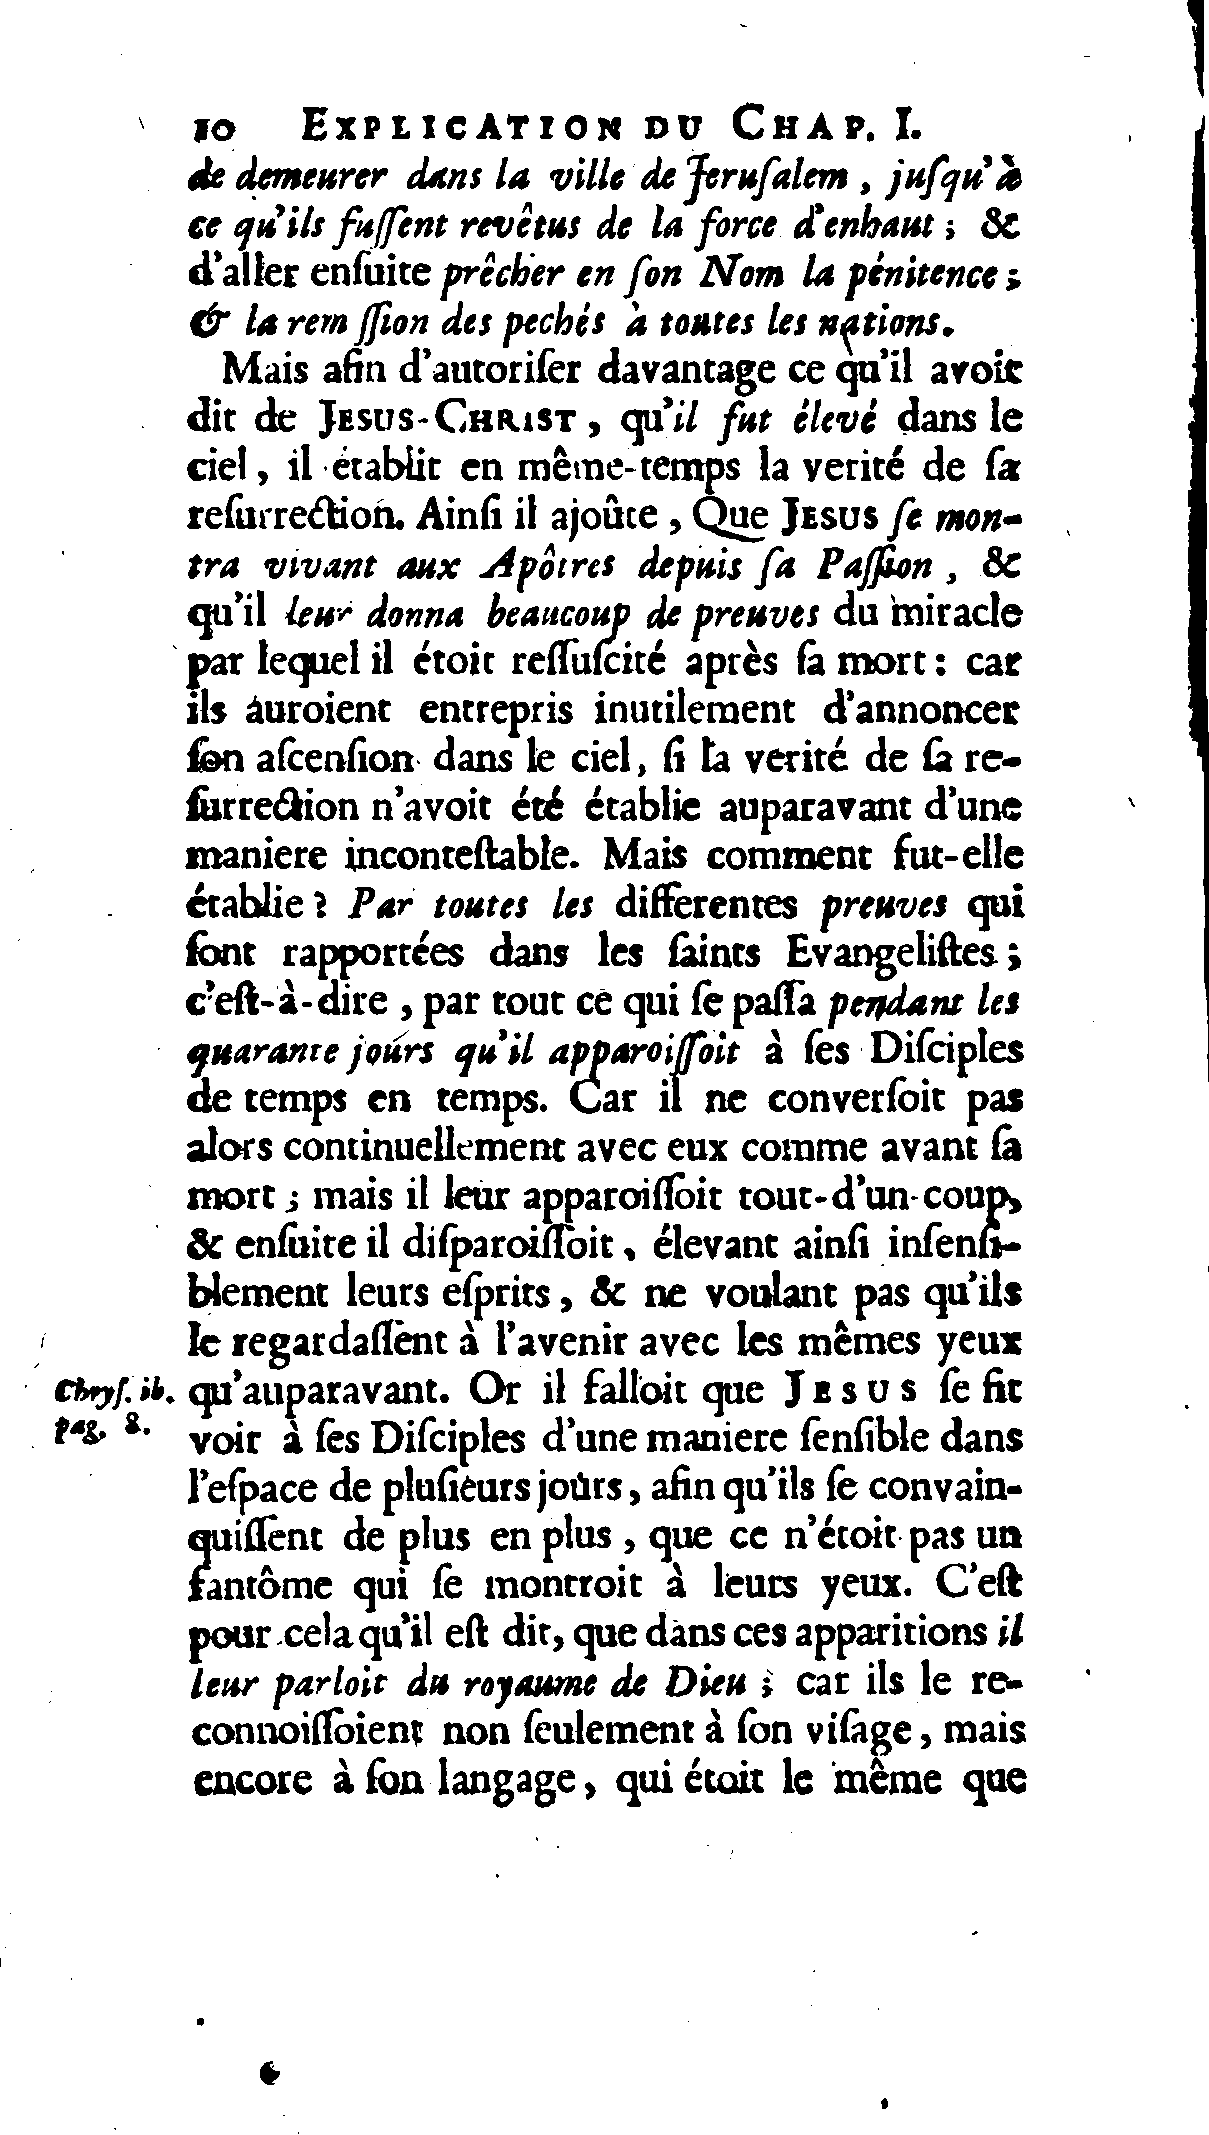 10 EXPLICATION DU CHAP. I.
de demeurer dans la ville de Jeruſalem, juſqu'à
ce qu'ils fuſſent revêtus de la force d'enhaut; &
d'aller enſuite prêcher en ſon Nom la pénitence;
& la rem ſſion des pechés à toutes les nations.
Mais afin d'autoriſer davantage ce qu'il avoit
dit de JESUS-CHRIST, qu'il fut élevé dans le
ciel, il établit en même-temps la verité de ſa
reſurrection. Ainſi il ajoûte, Que JESUS ſe mon-
tra vivant aux Apôtres depuis ſa Paſſion, &
qu'il leur donna beaucoup de preuves du miracle
par lequel il étoit reſſuſcité après ſa mort: car
ils auroient entrepris inutilement d'annoncer
ſon aſcenſion dans le ciel, ſi la verité de ſa re-
ſurrection n'avoit été établie auparavant d'une
maniere inconteſtable. Mais comment fut-elle
établie? Par toutes les differentes preuves qui
ſont rapportées dans les ſaints Evangeliſtes;
c'eſt-à-dire, par tout ce qui ſe paſſa pendant les
quarante jours qu'il apparoiſſoit à ſes Diſciples
de temps en temps. Car il ne converſoit pas
alors continuellement avec eux comme avant ſa
mort; mais il leur apparoiſſoit tout-d'un-coup,
& enſuite il diſparoiſſoit, élevant ainſi inſenſi-
blement leurs eſprits, & ne voulant pas qu'ils
le regardaſſent à l'avenir avec les mêmes yeux
Chryſ. ib. qu'auparavant. Or il falloit que JESUS ſe fit
pag. 8. voir à ſes Diſciples d'une maniere ſenſible dans
l'eſpace de pluſieurs jours, afin qu'ils ſe convain-
quiſſent de plus en plus, que ce n'étoit pas un
fantôme qui ſe montroit à leurs yeux. C'eſt
pour cela qu'il eſt dit, que dans ces apparitions il
leur parloit du royaume de Dieu; car ils le re-
connoiſſoient non ſeulement à ſon viſage, mais
encore à ſon langage, qui étoit le même que